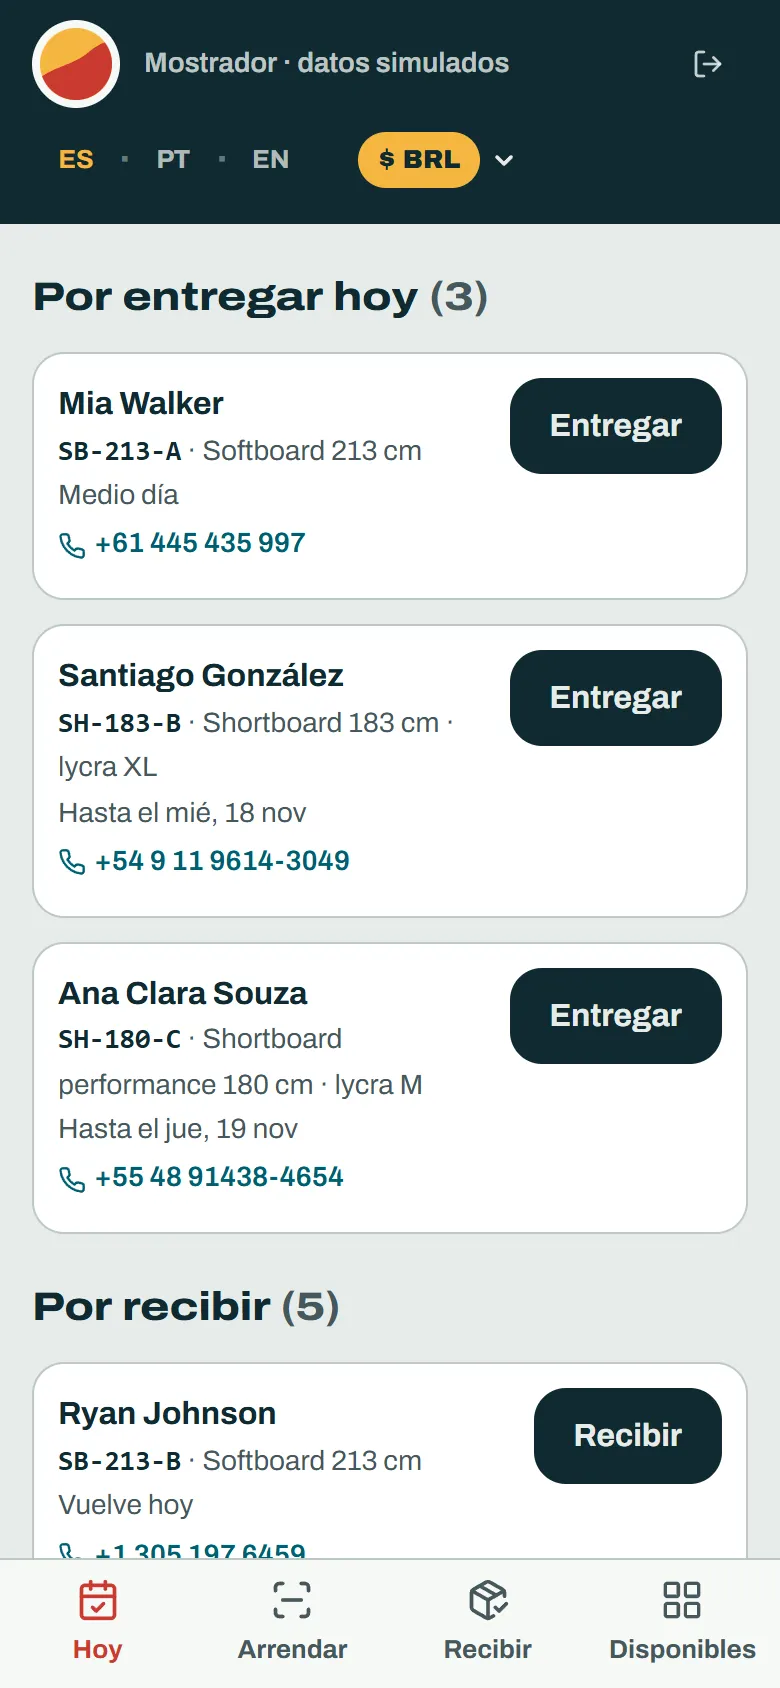 Mostrador · datos simulados
ES · PT · EN
$ BRL
Por entregar hoy (3)
Mia Walker
Entregar
SB-213-A · Softboard 213 cm
Medio día
+61 445 435 997
Santiago González
Entregar
SH-183-B · Shortboard 183 cm ·
lycra XL
Hasta el mié, 18 nov
+54 9 11 9614-3049
Ana Clara Souza
Entregar
SH-180-C · Shortboard
performance 180 cm · lycra M
Hasta el jue, 19 nov
+55 48 91438-4654
Por recibir (5)
Ryan Johnson
Recibir
SB-213-B · Softboard 213 cm
Vuelve hoy
+1 305 197 6459
Hoy
Arrendar
Recibir
Disponibles